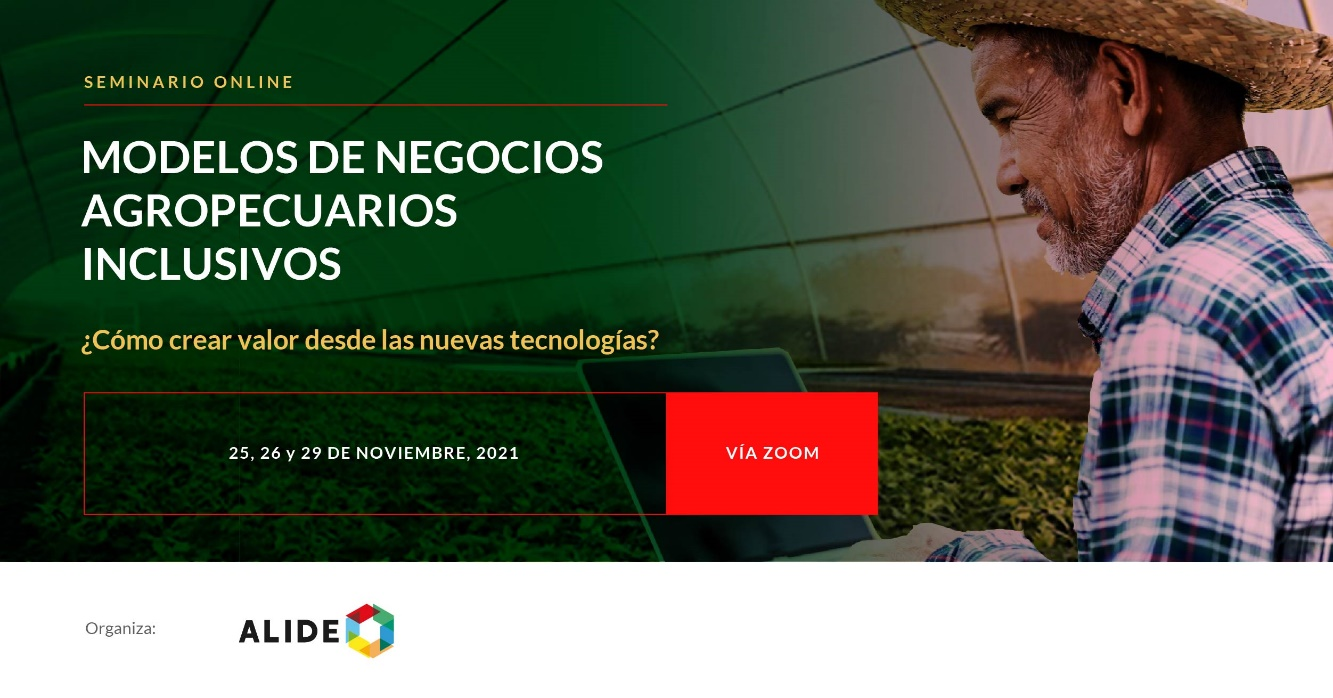 SEMINARIO ONLINE
MODELOS DE NEGOCIOS
AGROPECUARIOS
INCLUSIVOS
¿Cómo crear valor desde las nuevas tecnologías?
25, 26 y 29 DE NOVIEMBRE, 2021
VÍA ZOOM
Organiza:
ALIDE